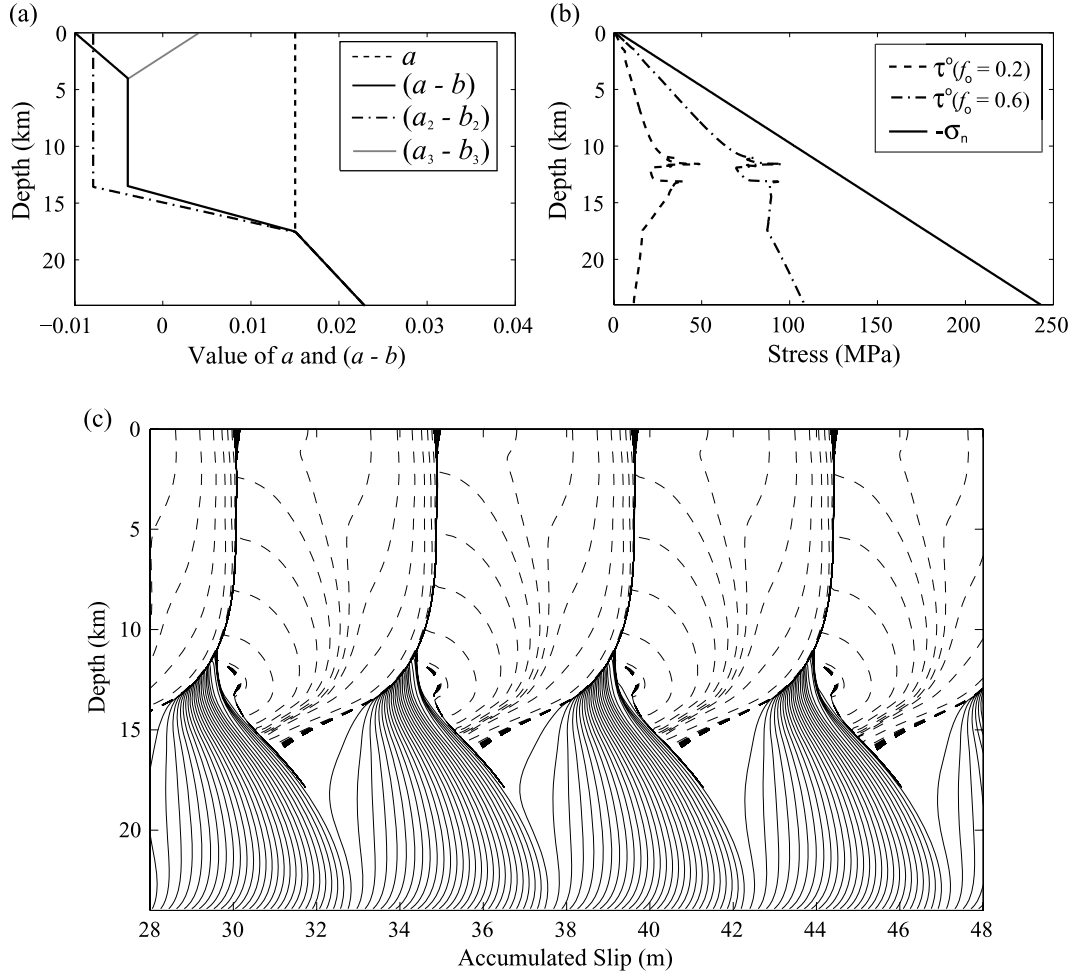 (a)
0
5
10
15
20
Depth (km)
−0.01
0
0.01
0.02
0.03
0.04
Value of a and (a - b)
a
(a - b)
(a₂ - b₂)
(a₃ - b₃)
(b)
0
5
10
15
20
Depth (km)
0
50
100
150
200
250
Stress (MPa)
τ°(fₒ = 0.2)
τ°(fₒ = 0.6)
-σₙ
(c)
0
5
10
15
20
Depth (km)
28
30
32
34
36
38
40
42
44
46
48
Accumulated Slip (m)